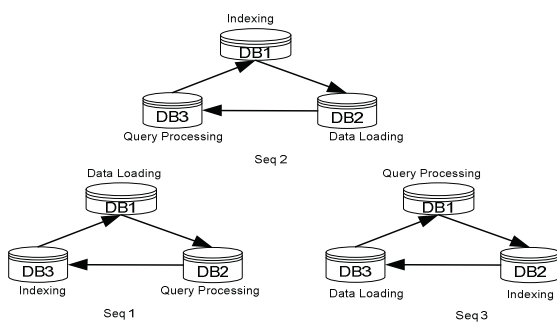 Indexing
DB1
DB3
DB2
Query Processing
Data Loading
Seq 2
Data Loading
DB1
DB3
DB2
Indexing
Query Processing
Seq 1
Query Processing
DB1
DB3
DB2
Data Loading
Indexing
Seq 3